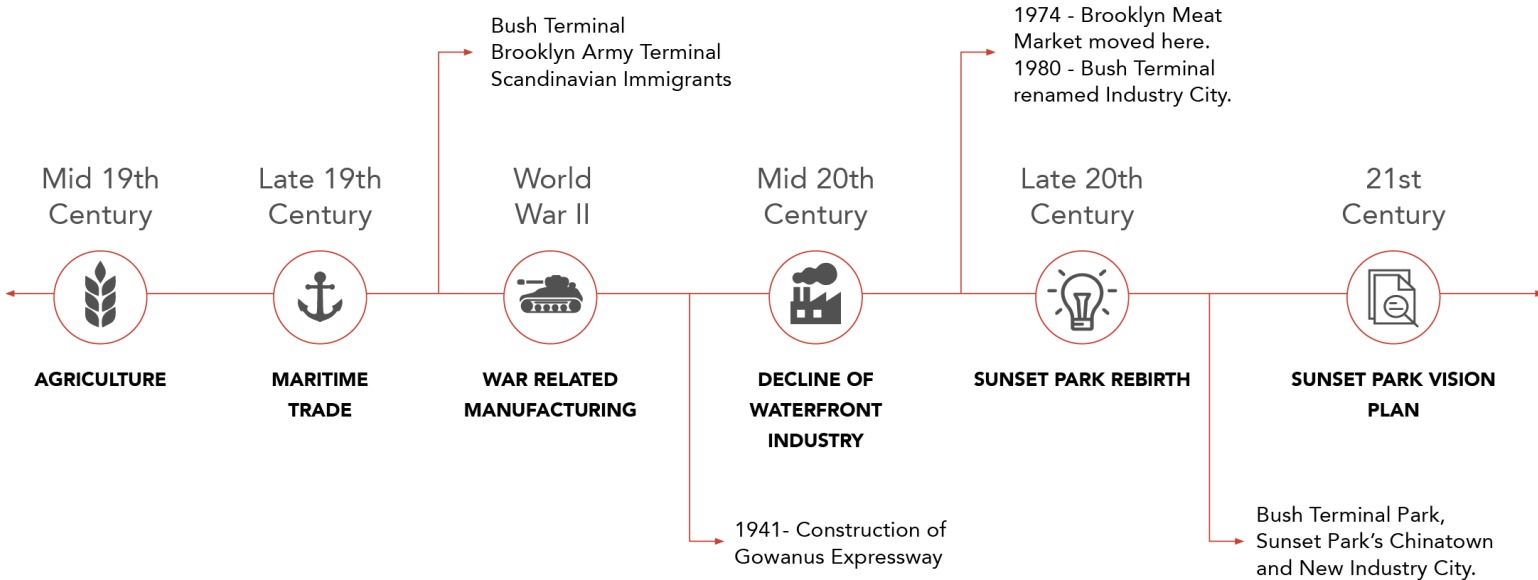 Bush Terminal
Brooklyn Army Terminal
Scandinavian Immigrants
1974 - Brooklyn Meat
Market moved here.
1980 - Bush Terminal
renamed Industry City.
Mid 19th
Century
Late 19th
Century
World
War II
Mid 20th
Century
Late 20th
Century
21st
Century
AGRICULTURE
MARITIME
TRADE
WAR RELATED
MANUFACTURING
DECLINE OF
WATERFRONT
INDUSTRY
SUNSET PARK REBIRTH
SUNSET PARK VISION
PLAN
1941- Construction of
Gowanus Expressway
Bush Terminal Park,
Sunset Park’s Chinatown
and New Industry City.